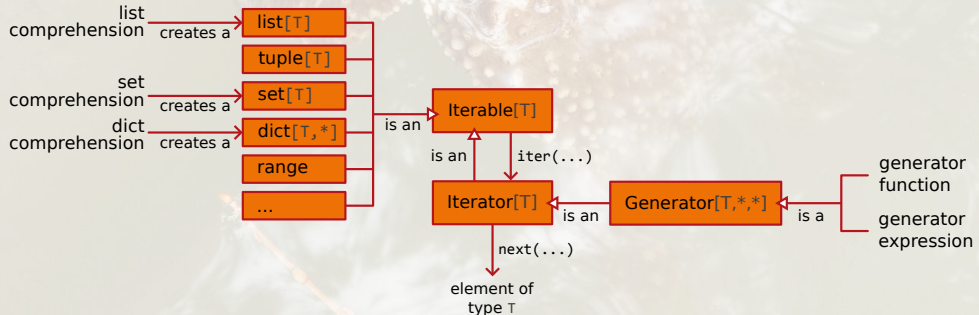 list
comprehension
creates a
list[T]
tuple[T]
set
comprehension
creates a
set[T]
dict
comprehension
creates a
dict[T,*]
range
...
is an
Iterable[T]
is an
iter(...)
Iterator[T]
is an
Generator[T,*,*]
is a
generator
function
generator
expression
next(...)
element of
type T